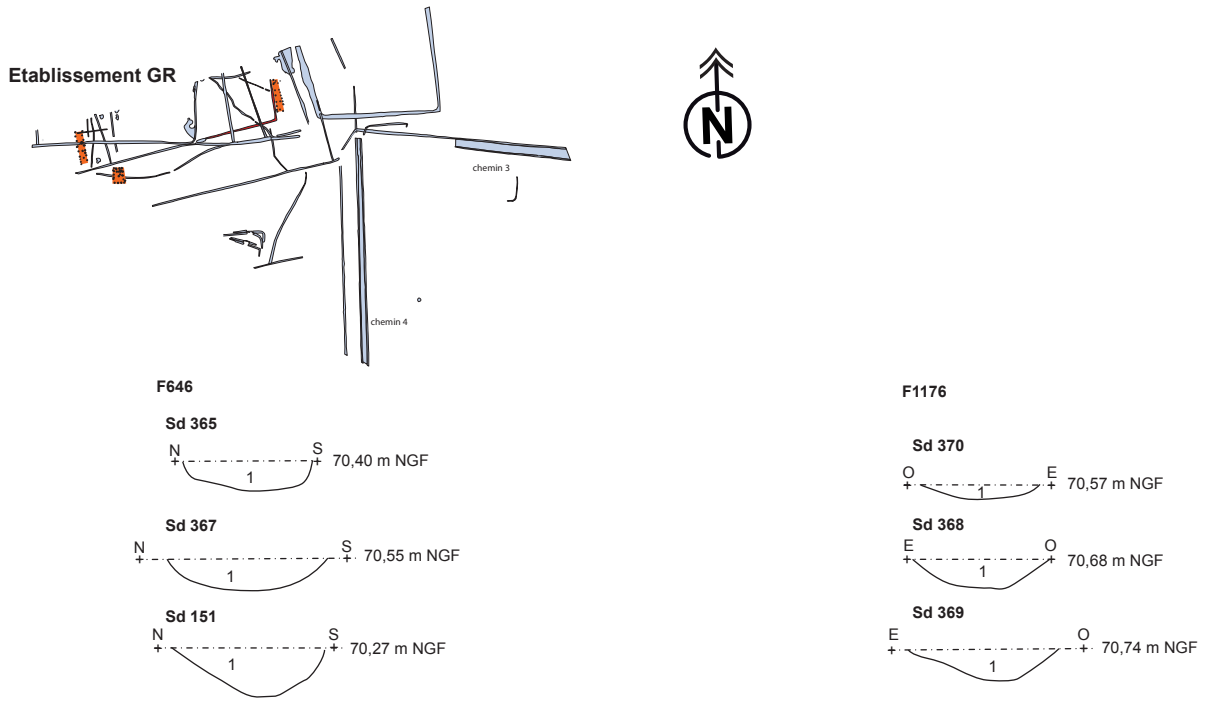 Etablissement GR
N
chemin 3
chemin 4
F646
Sd 365
N S 70,40 m NGF
1
Sd 367
N S 70,55 m NGF
1
Sd 151
N S 70,27 m NGF
1
F1176
Sd 370
O E 70,57 m NGF
1
Sd 368
E O 70,68 m NGF
1
Sd 369
E O 70,74 m NGF
1